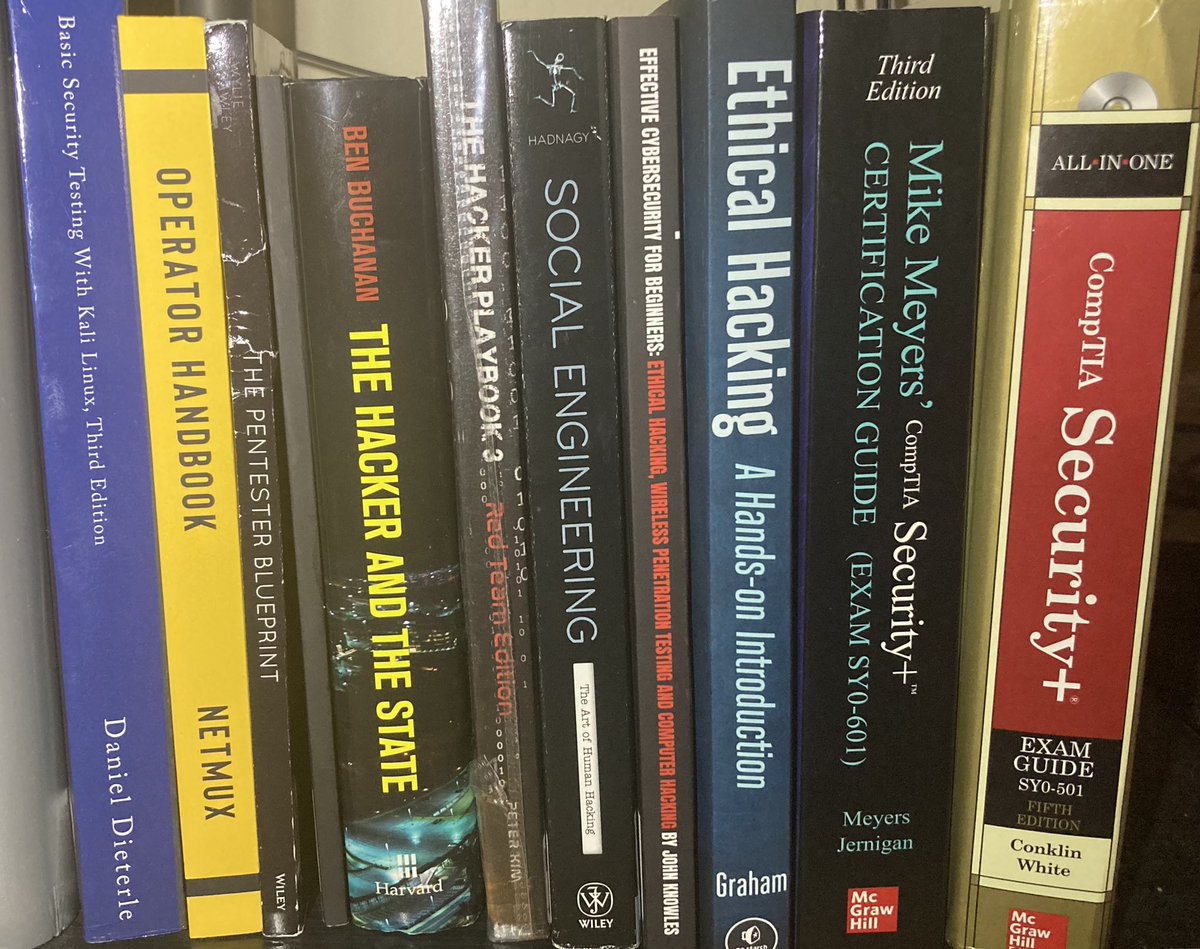 Basic Security Testing With Kali Linux, Third Edition
Daniel Dieterle
OPERATOR HANDBOOK
NETMUX
THE PENTESTER BLUEPRINT
WILEY
BEN BUCHANAN
THE HACKER AND THE STATE
Harvard
THE HACKER PLAYBOOK 3
Red Team Edition
PETER KIM
HADNAGY
SOCIAL ENGINEERING
The Art of Human Hacking
WILEY
EFFECTIVE CYBERSECURITY FOR BEGINNERS: ETHICAL HACKING, WIRELESS PENETRATION TESTING AND COMPUTER HACKING BY JOHN KNOWLES
Ethical Hacking
A Hands-on Introduction
Graham
Third
Edition
Mike Meyers' CompTIA Security+™
CERTIFICATION GUIDE (EXAM SY0-601)
Meyers
Jernigan
Mc
Graw
Hill
ALL·IN·ONE
CompTIA Security+®
EXAM
GUIDE
SY0-501
FIFTH
EDITION
Conklin
White
Mc
Graw
Hill